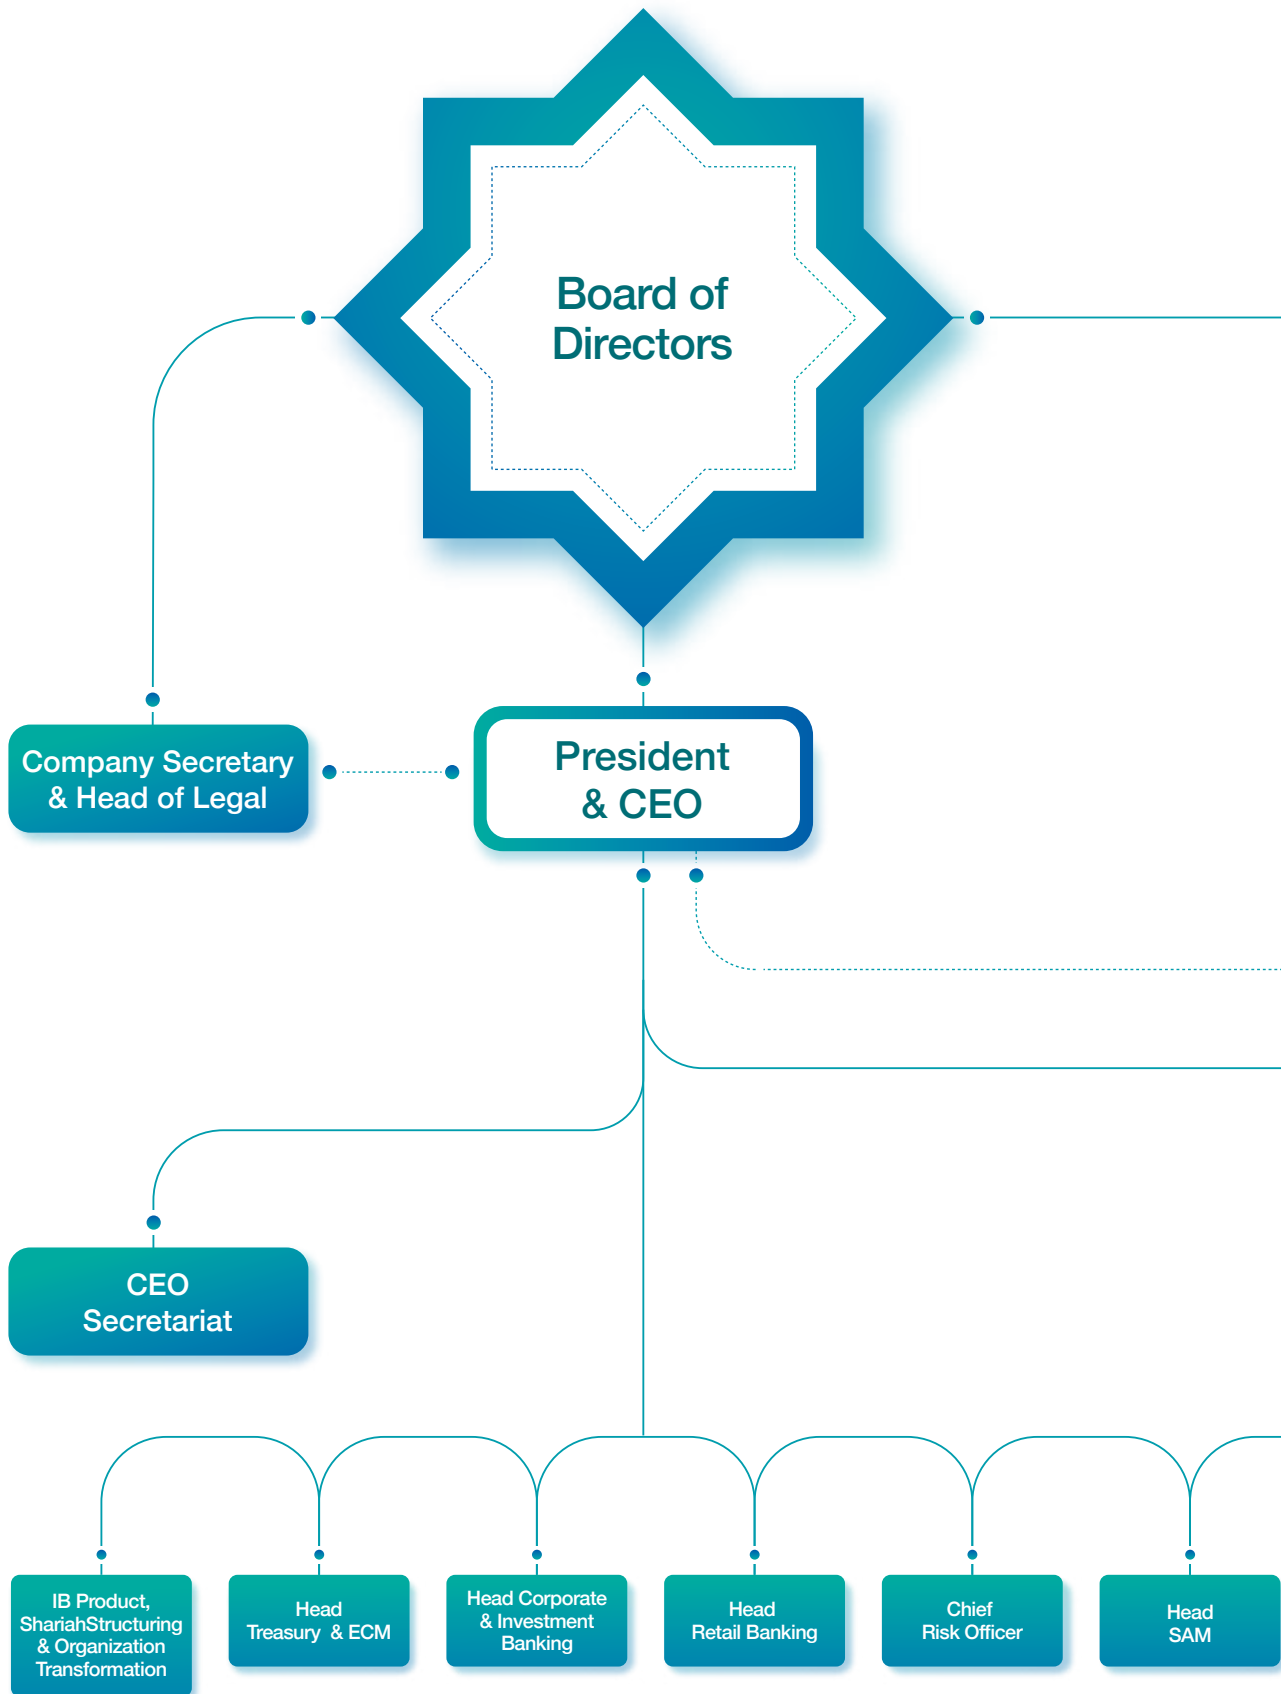 Board of
Directors
Company Secretary
& Head of Legal
President
& CEO
CEO
Secretariat
IB Product,
ShariahStructuring
& Organization
Transformation
Head
Treasury & ECM
Head Corporate
& Investment
Banking
Head
Retail Banking
Chief
Risk Officer
Head
SAM